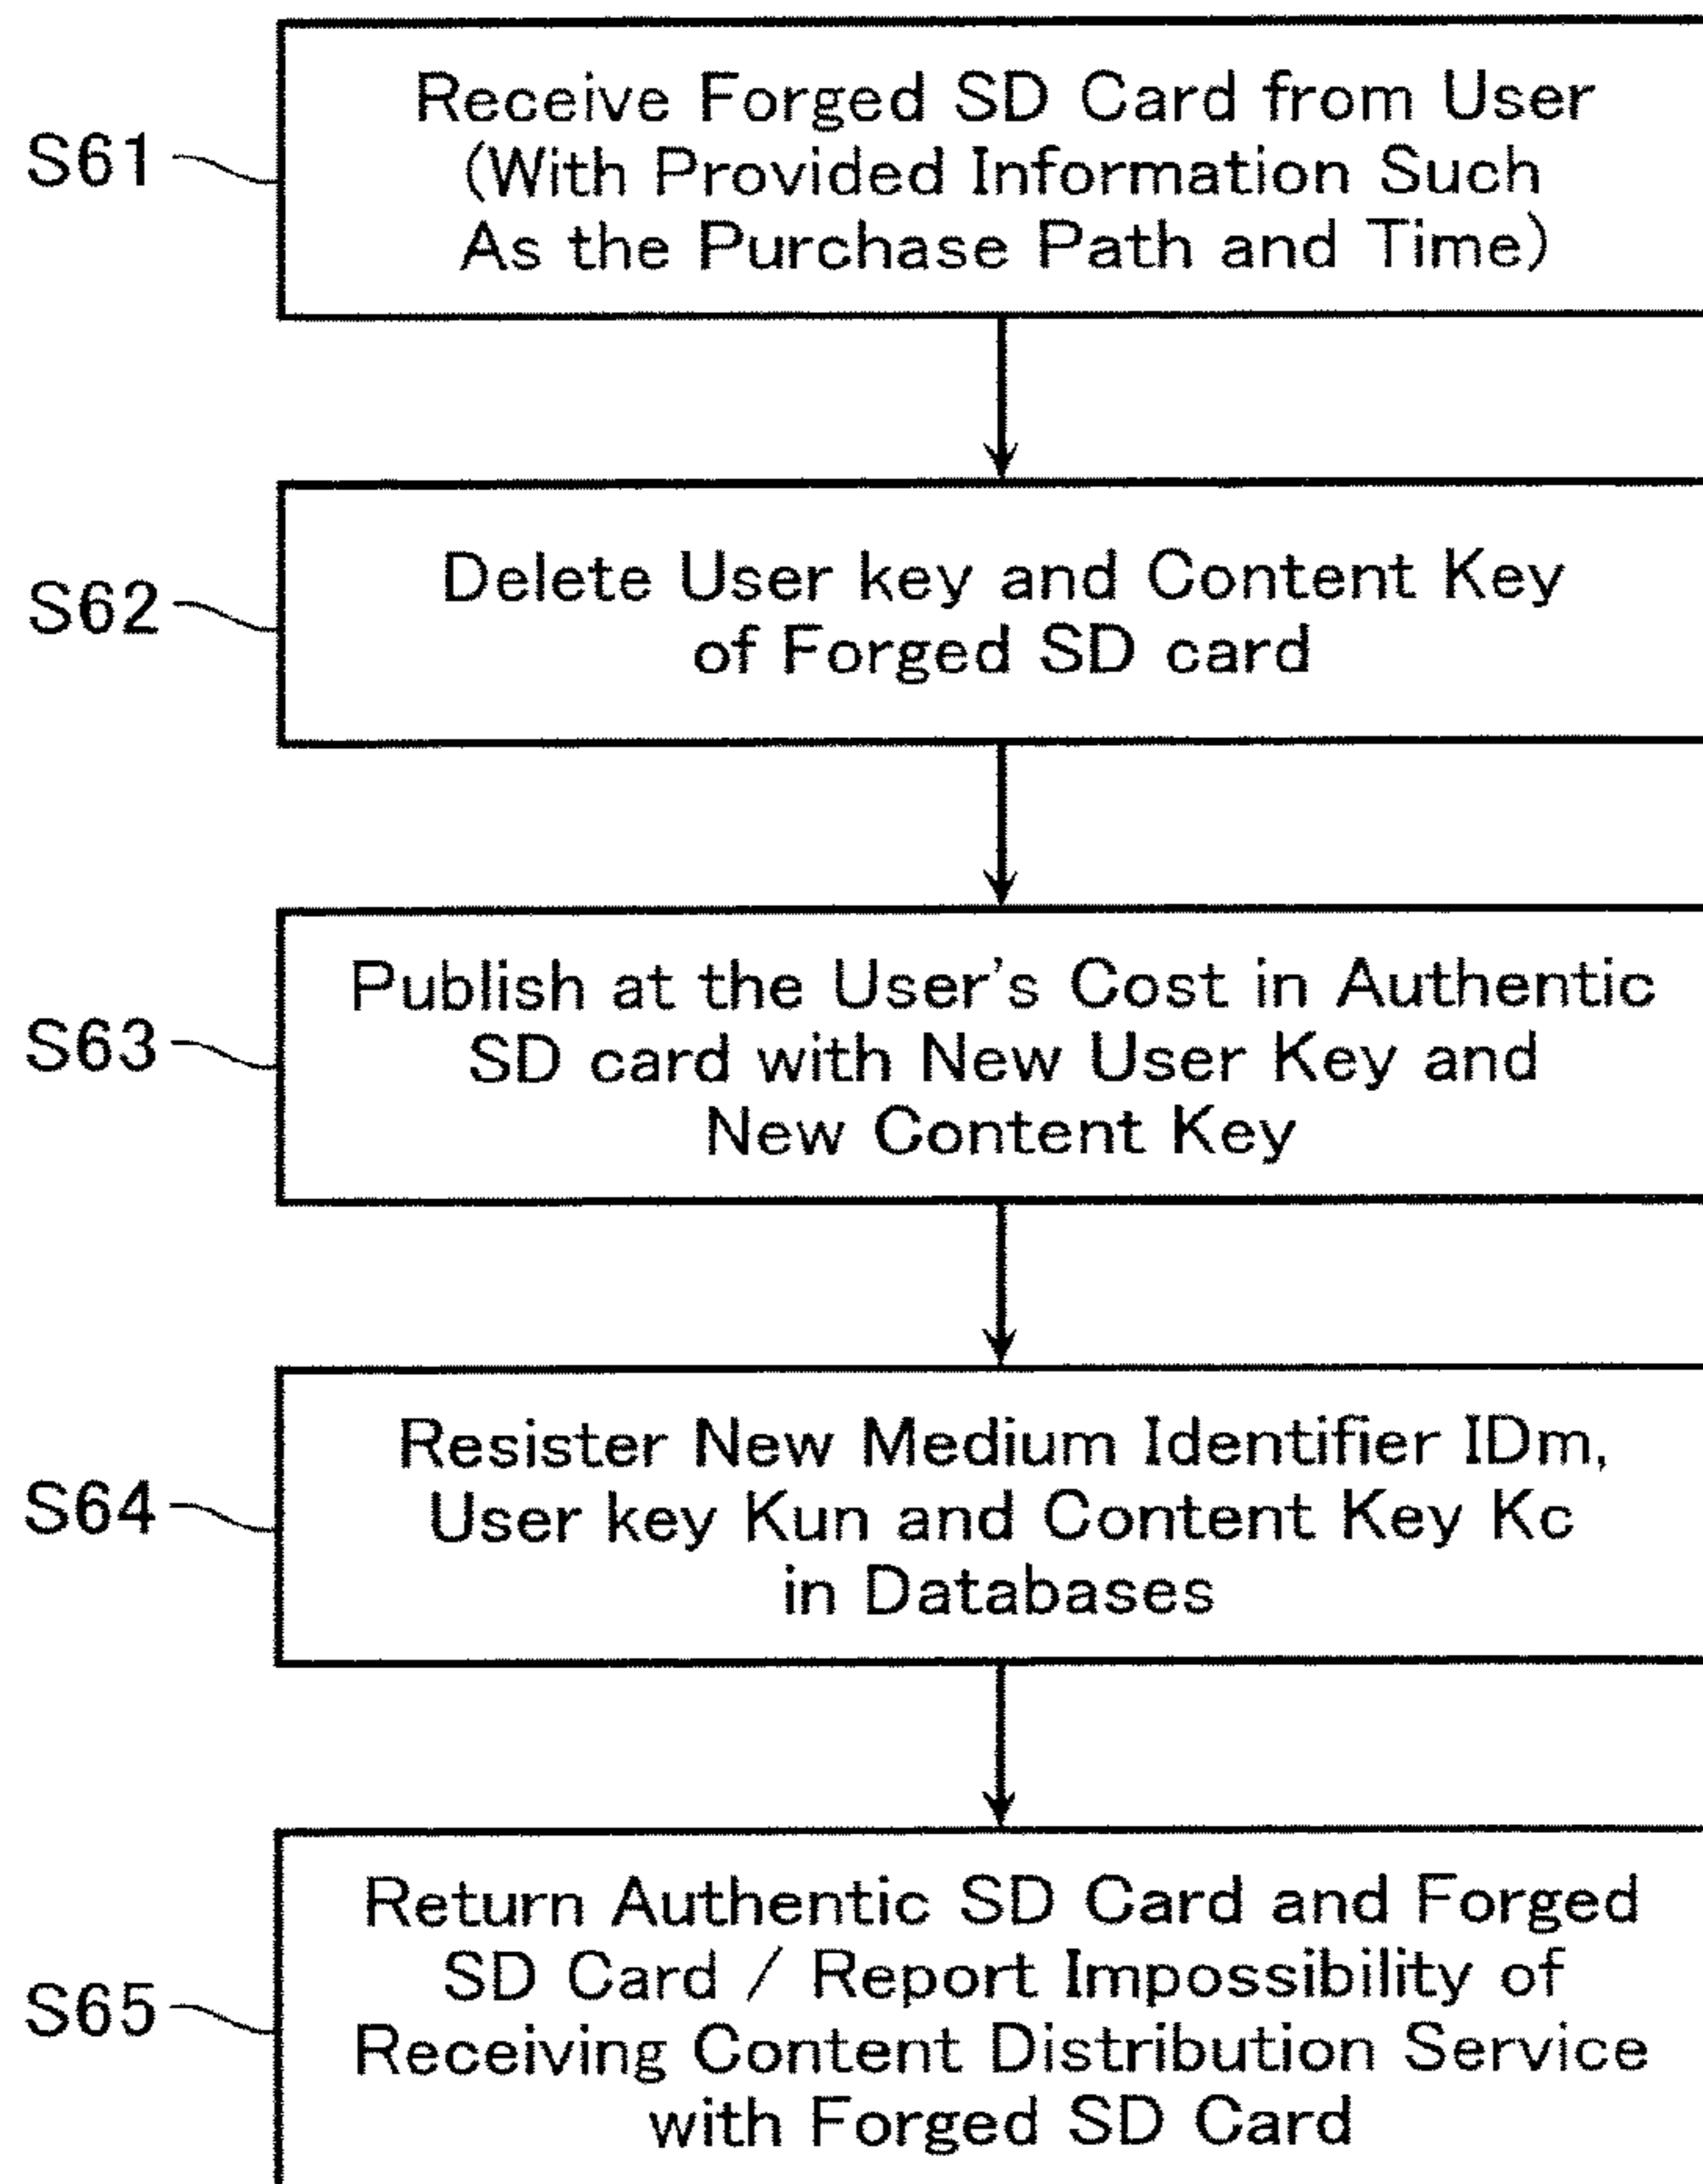 S61
Receive Forged SD Card from User
(With Provided Information Such
As the Purchase Path and Time)
S62
Delete User key and Content Key
of Forged SD card
S63
Publish at the User's Cost in Authentic
SD card with New User Key and
New Content Key
S64
Resister New Medium Identifier IDm,
User key Kun and Content Key Kc
in Databases
S65
Return Authentic SD Card and Forged
SD Card / Report Impossibility of
Receiving Content Distribution Service
with Forged SD Card